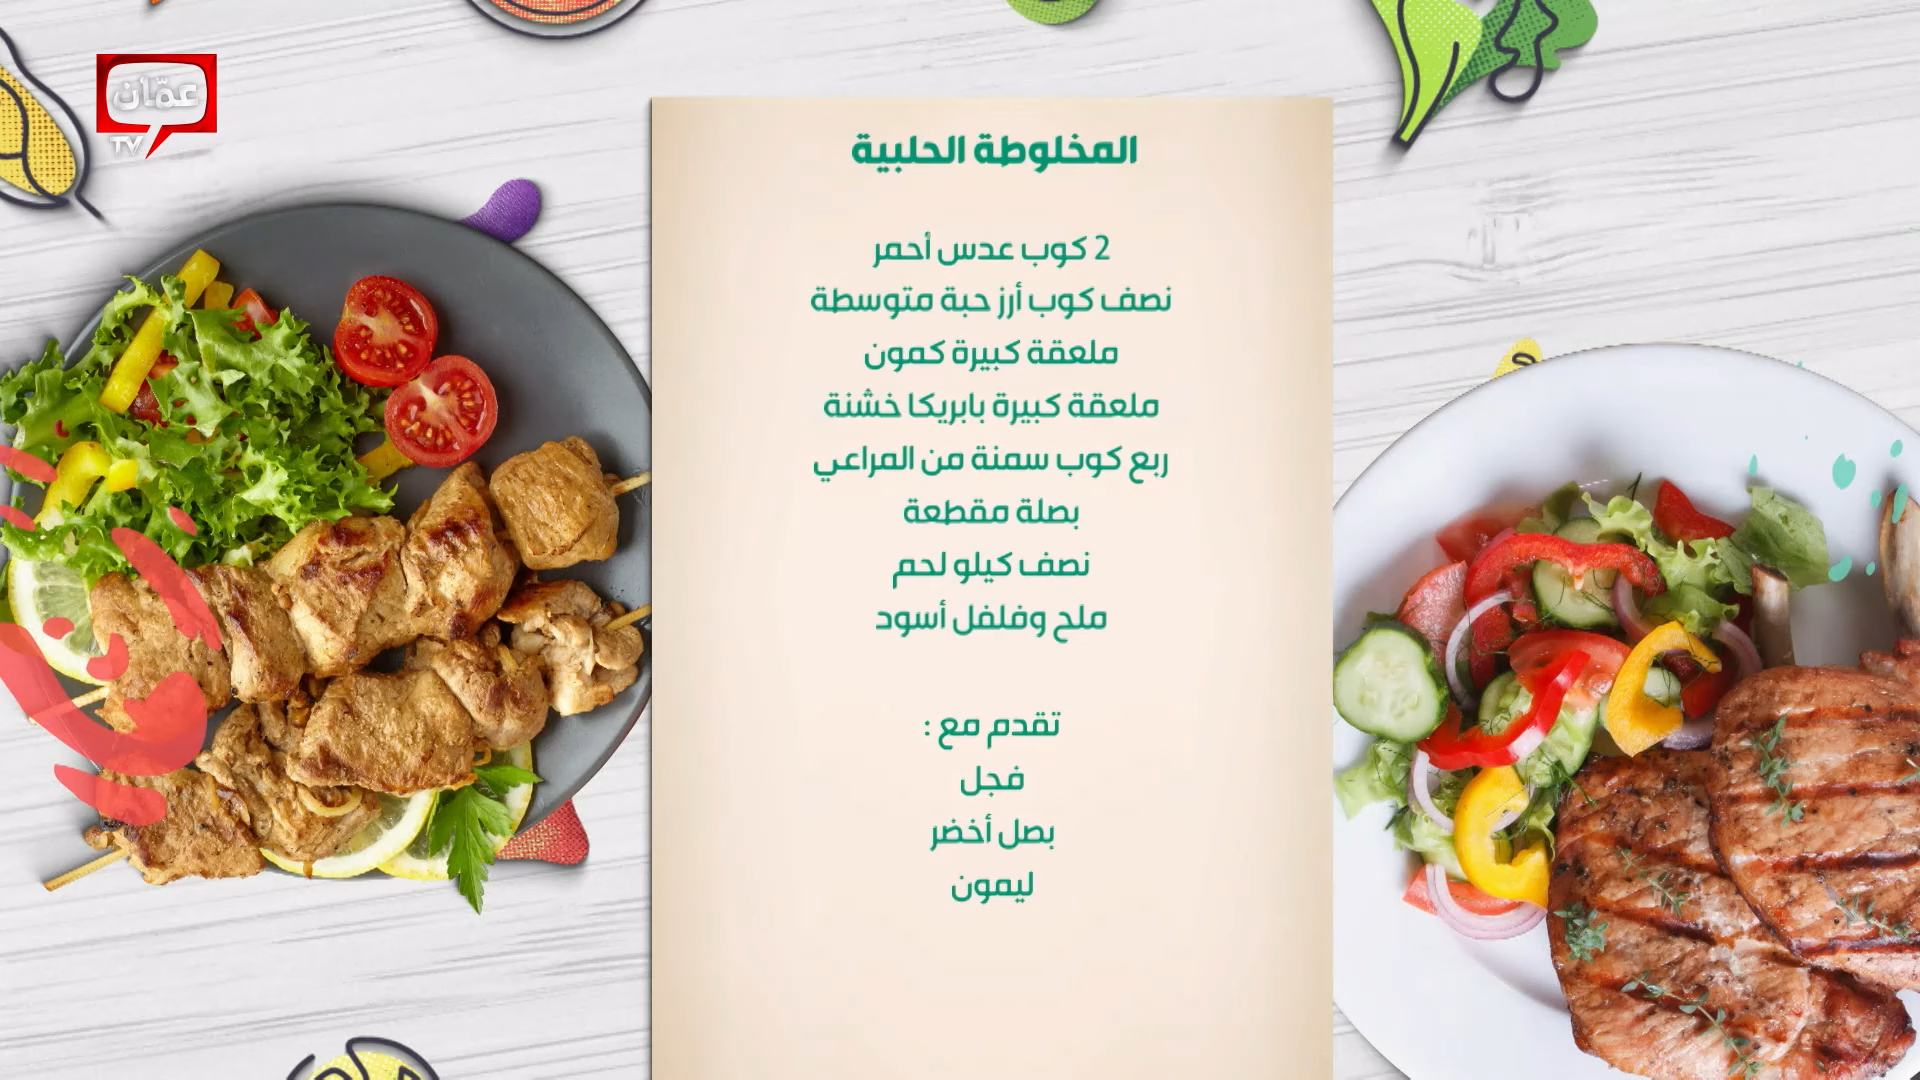 عمّان
TV
المخلوطة الحلبية
2 كوب عدس أحمر
نصف كوب أرز حبة متوسطة
ملعقة كبيرة كمون
ملعقة كبيرة بابريكا خشنة
ربع كوب سمنة من المراعي
بصلة مقطعة
نصف كيلو لحم
ملح وفلفل أسود
تقدم مع :
فجل
بصل أخضر
ليمون